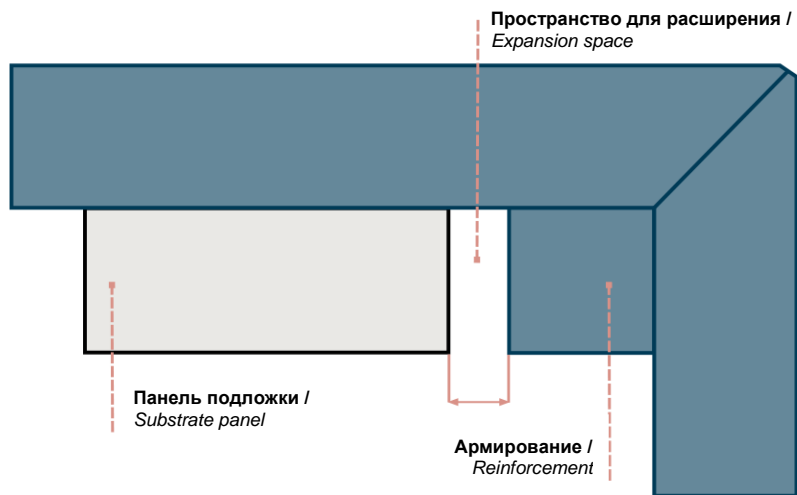 Пространство для расширения /
Expansion space
Панель подложки /
Substrate panel
Армирование /
Reinforcement